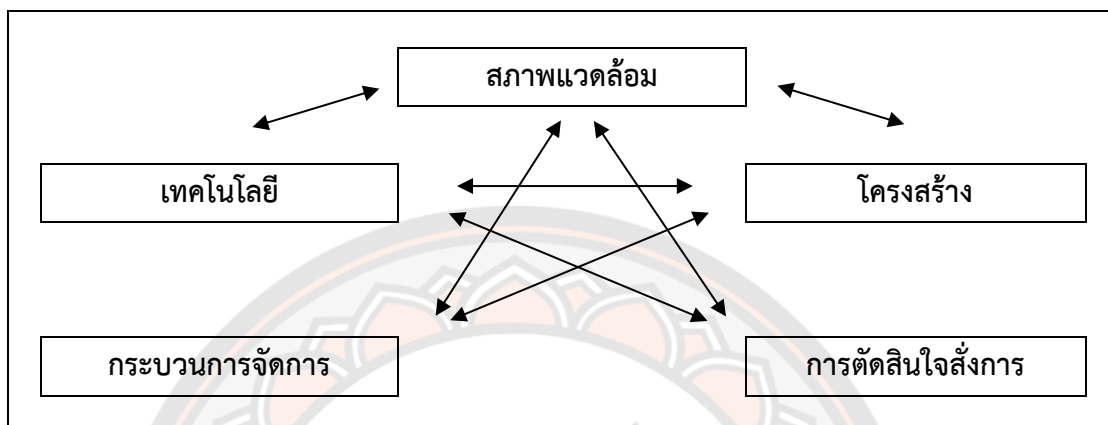 สภาพแวดล้อม
เทคโนโลยี
โครงสร้าง
กระบวนการจัดการ
การตัดสินใจสั่งการ